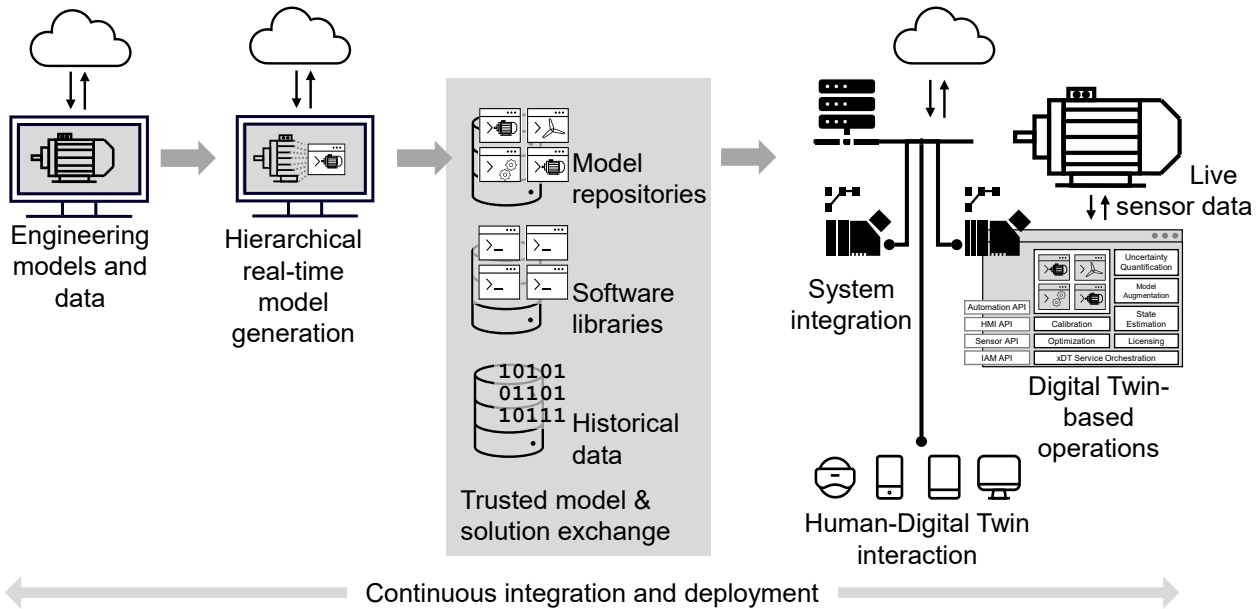 Engineering
models and
data
Hierarchical
real-time
model
generation
Model
repositories
>_ >_
>_ >_
Software
libraries
10101
01101
10111
Historical
data
Trusted model &
solution exchange
System
integration
Live
sensor data
Uncertainty
Quantification
Model
Augmentation
State
Estimation
Automation API
HMI API
Calibration
Sensor API
Optimization
Licensing
IAM API
xDT Service Orchestration
Digital Twin-
based
operations
Human-Digital Twin
interaction
Continuous integration and deployment